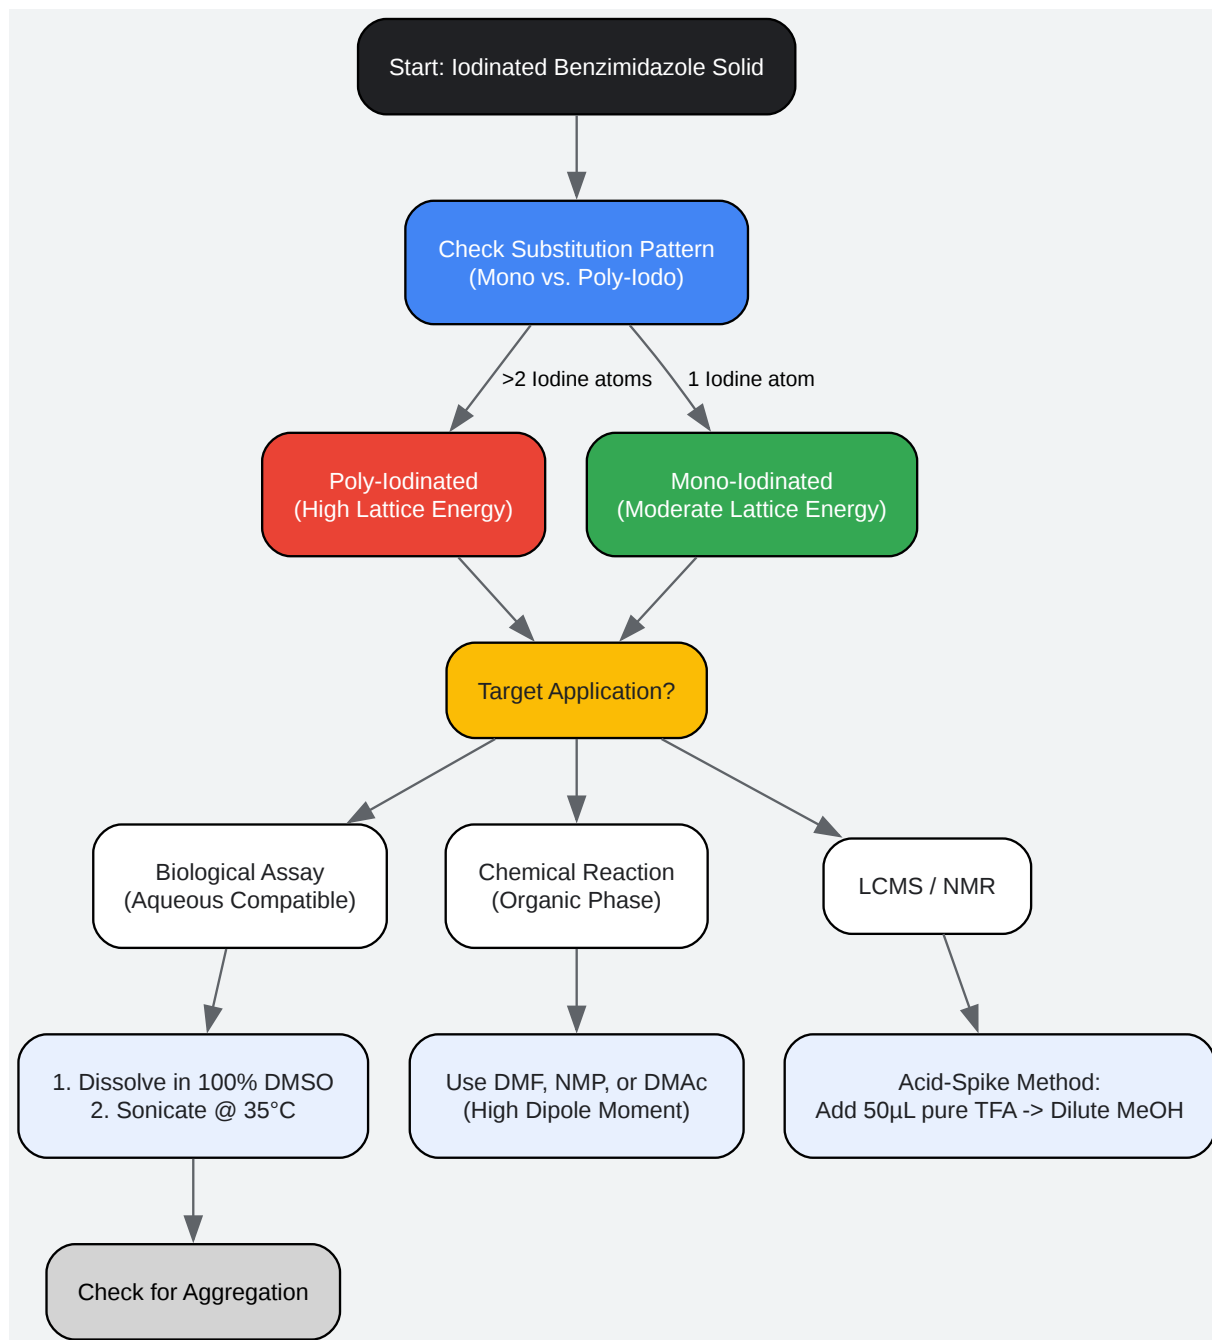 Start: Iodinated Benzimidazole Solid
Check Substitution Pattern
(Mono vs. Poly-Iodo)
>2 Iodine atoms
1 Iodine atom
Poly-Iodinated
(High Lattice Energy)
Mono-Iodinated
(Moderate Lattice Energy)
Target Application?
Biological Assay
(Aqueous Compatible)
Chemical Reaction
(Organic Phase)
LCMS / NMR
1. Dissolve in 100% DMSO
2. Sonicate @ 35°C
Use DMF, NMP, or DMAc
(High Dipole Moment)
Acid-Spike Method:
Add 50µL pure TFA -> Dilute MeOH
Check for Aggregation